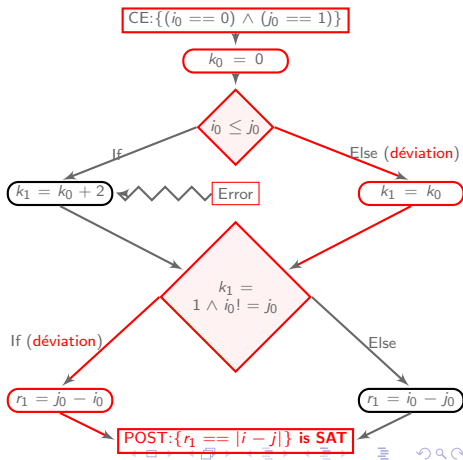 CE:{(i₀ == 0) ∧ (j₀ == 1)}
k₀ = 0
i₀ ≤ j₀
If
Else (déviation)
k₁ = k₀ + 2
Error
k₁ = k₀
k₁ =
1 ∧ i₀! = j₀
If (déviation)
Else
r₁ = j₀ − i₀
r₁ = i₀ − j₀
POST:{r₁ == |i − j|} is SAT